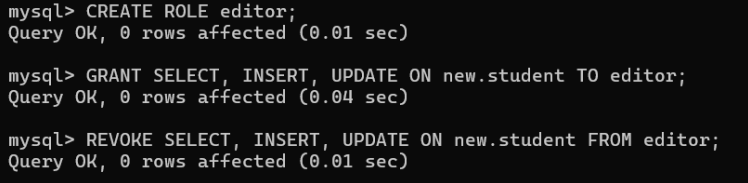 mysql> CREATE ROLE editor;
Query OK, 0 rows affected (0.01 sec)
mysql> GRANT SELECT, INSERT, UPDATE ON new.student TO editor;
Query OK, 0 rows affected (0.04 sec)
mysql> REVOKE SELECT, INSERT, UPDATE ON new.student FROM editor;
Query OK, 0 rows affected (0.01 sec)